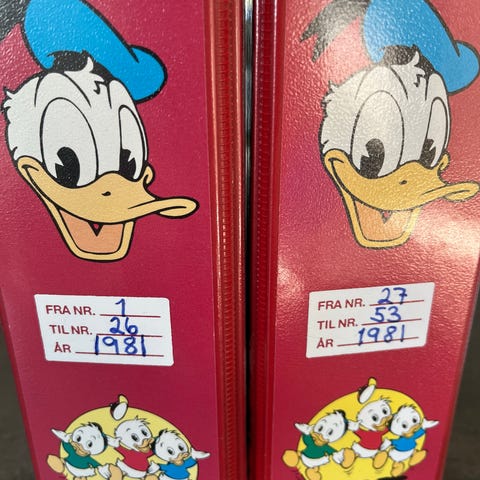 FRA NR. 1
TIL NR. 26
ÅR 1981
FRA NR. 27
TIL NR. 53
ÅR 1981